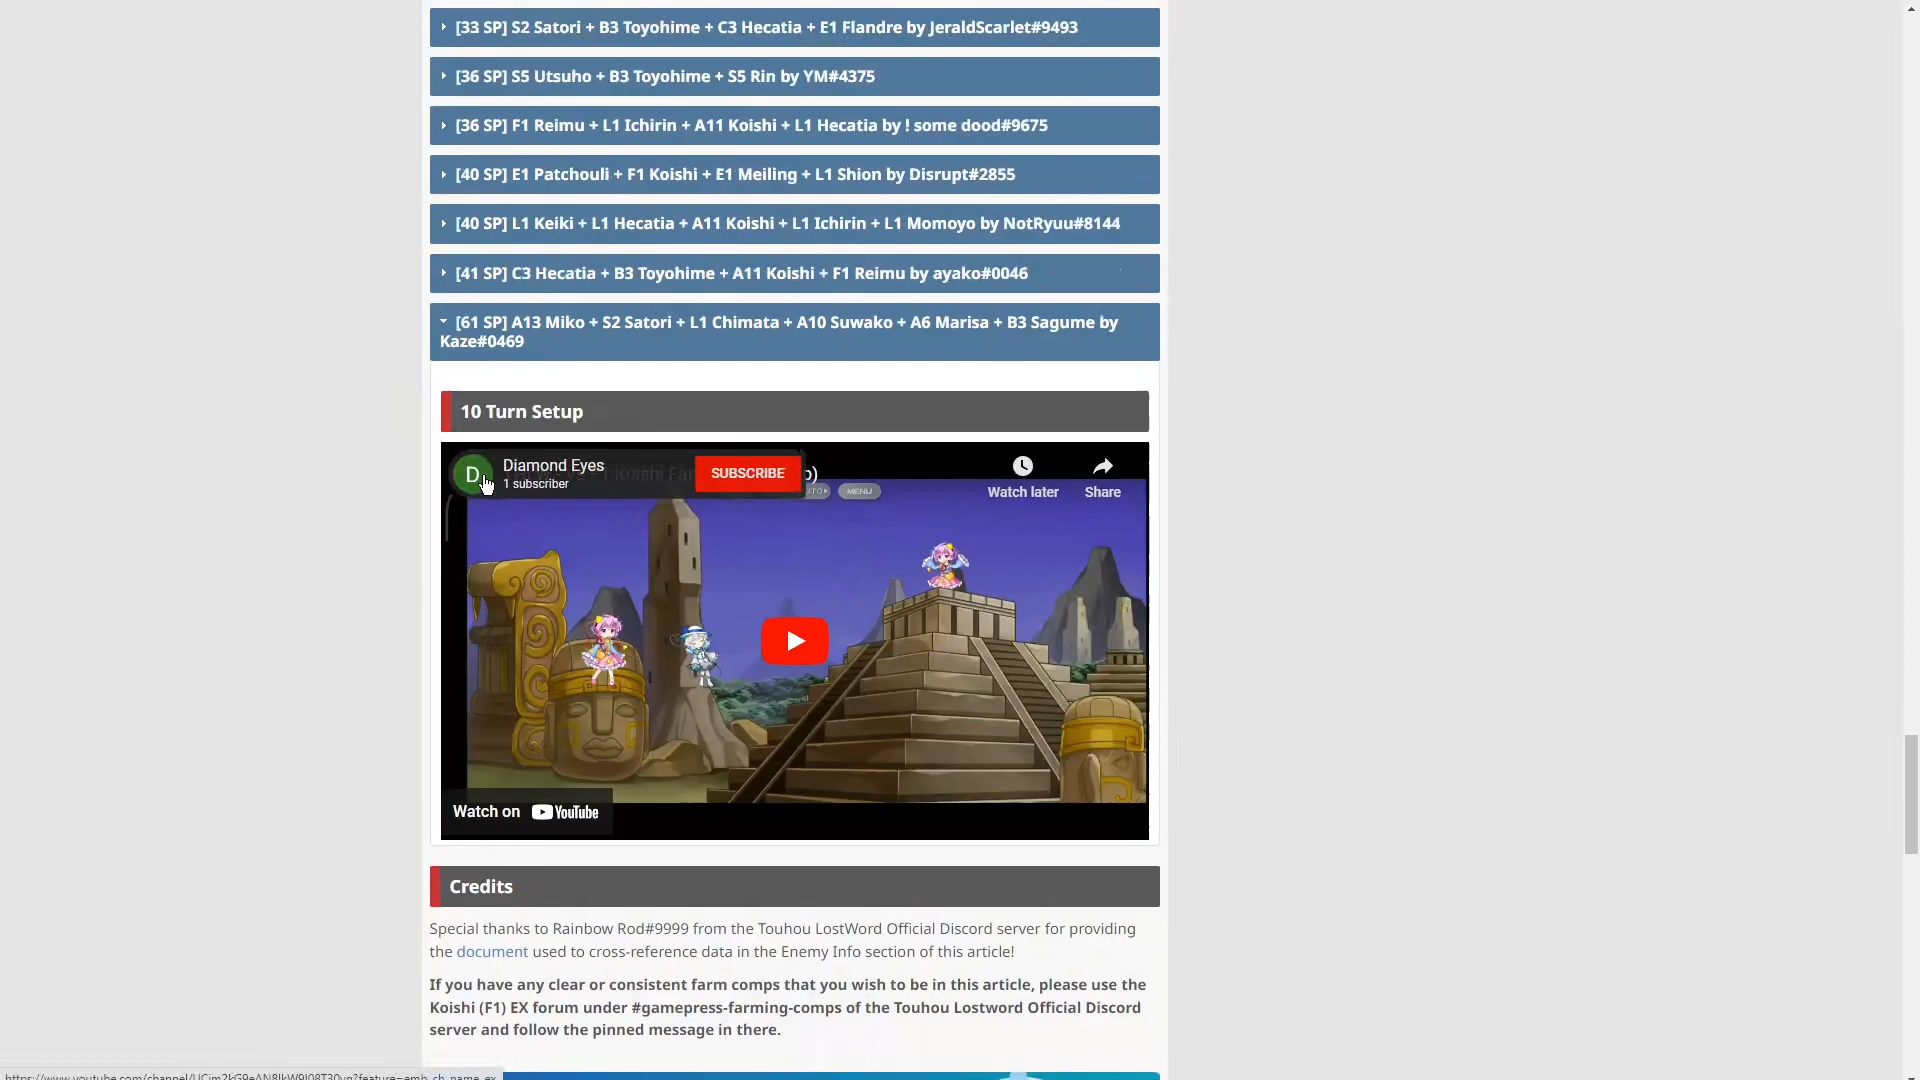 [33 SP] S2 Satori + B3 Toyohime + C3 Hecatia + E1 Flandre by JeraldScarlet#9493
[36 SP] S5 Utsuho + B3 Toyohime + S5 Rin by YM#4375
[36 SP] F1 Reimu + L1 Ichirin + A11 Koishi + L1 Hecatia by ! some dood#9675
[40 SP] E1 Patchouli + F1 Koishi + E1 Meiling + L1 Shion by Disrupt#2855
[40 SP] L1 Keiki + L1 Hecatia + A11 Koishi + L1 Ichirin + L1 Momoyo by NotRyuu#8144
[41 SP] C3 Hecatia + B3 Toyohime + A11 Koishi + F1 Reimu by ayako#0046
[61 SP] A13 Miko + S2 Satori + L1 Chimata + A10 Suwako + A6 Marisa + B3 Sagume by
Kaze#0469
10 Turn Setup
D
Diamond Eyes
1 subscriber
SUBSCRIBE
MENU
Watch later
Share
Watch on YouTube
Credits
Special thanks to Rainbow Rod#9999 from the Touhou LostWord Official Discord server for providing
the document used to cross-reference data in the Enemy Info section of this article!
If you have any clear or consistent farm comps that you wish to be in this article, please use the
Koishi (F1) EX forum under #gamepress-farming-comps of the Touhou Lostword Official Discord
server and follow the pinned message in there.